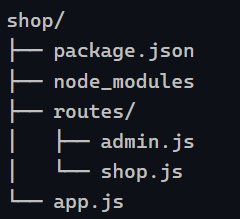 shop/
├── package.json
├── node_modules
├── routes/
│   ├── admin.js
│   └── shop.js
└── app.js